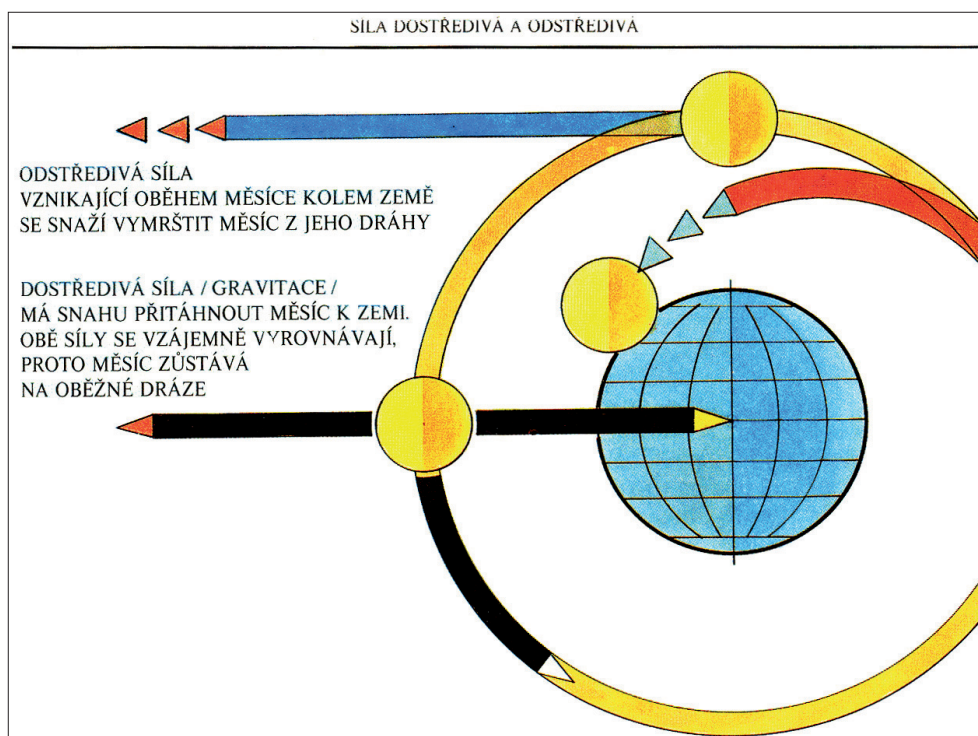 SÍLA DOSTŘEDIVÁ A ODSTŘEDIVÁ
ODSTŘEDIVÁ SÍLA
VZNIKAJÍCÍ OBĚHEM MĚSÍCE KOLEM ZEMĚ
SE SNAŽÍ VYMRŠTIT MĚSÍC Z JEHO DRÁHY
DOSTŘEDIVÁ SÍLA / GRAVITACE /
MÁ SNAHU PŘITÁHNOUT MĚSÍC K ZEMI.
OBĚ SÍLY SE VZÁJEMNĚ VYROVNÁVAJÍ,
PROTO MĚSÍC ZŮSTÁVÁ
NA OBĚŽNÉ DRÁZE